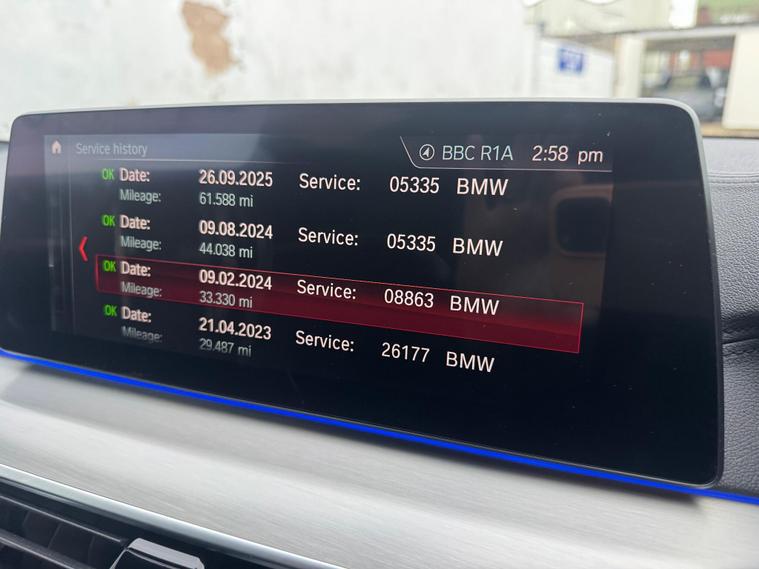 Service history
BBC R1A 2:58 pm
OK Date: 26.09.2025 Service: 05335 BMW
Mileage: 61.588 mi
OK Date: 09.08.2024 Service: 05335 BMW
Mileage: 44.038 mi
OK Date: 09.02.2024 Service: 08863 BMW
Mileage: 33.330 mi
OK Date: 21.04.2023 Service: 26177 BMW
Mileage: 29.487 mi